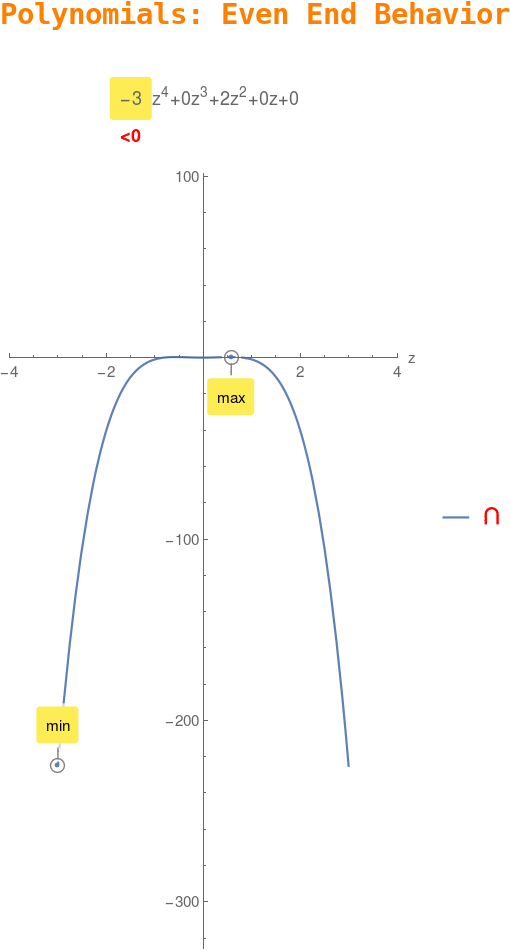 Polynomials: Even End Behavior
−3 z⁴+0z³+2z²+0z+0
<0
100
−4 −2 2 4 z
max
−100
∩
min
−200
−300